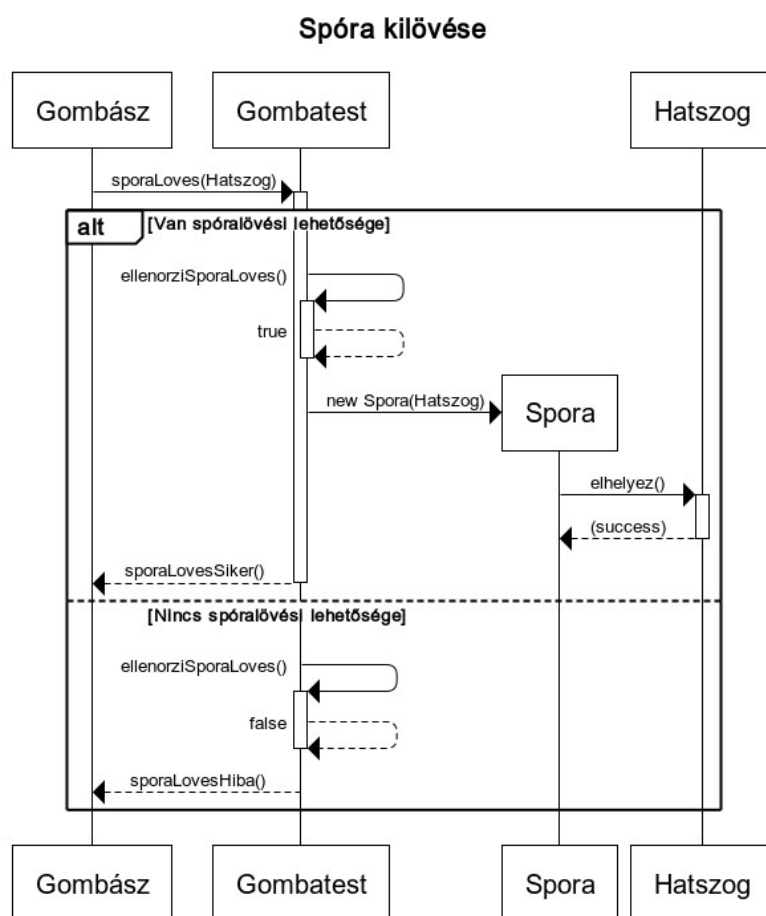 Spóra kilövése
Gombász
Gombatest
Hatszog
sporaLoves(Hatszog)
alt
[Van spóralövési lehetősége]
ellenorziSporaLoves()
true
new Spora(Hatszog)
Spora
elhelyez()
(success)
sporaLovesSiker()
[Nincs spóralövési lehetősége]
ellenorziSporaLoves()
false
sporaLovesHiba()
Gombász
Gombatest
Spora
Hatszog